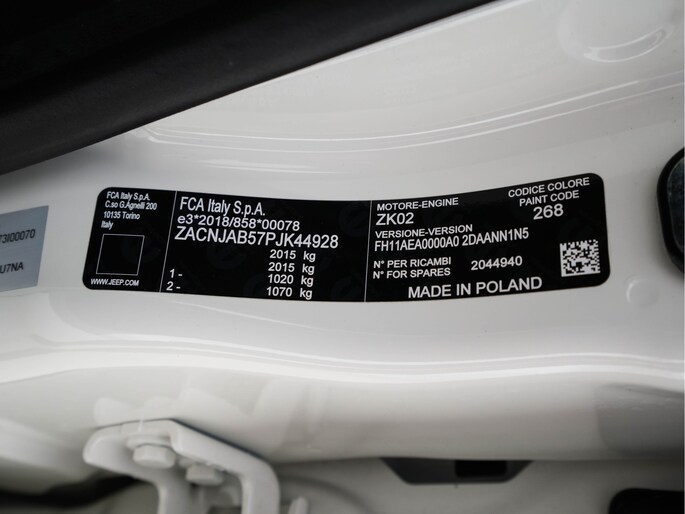 T3I00070
U7NA
FCA Italy S.p.A.
C.so G.Agnelli 200
10135 Torino
Italy
WWW.JEEP.COM
FCA Italy S.p.A.
e3*2018/858*00078
ZACNJAB57PJK44928
2015 kg
2015 kg
1 - 1020 kg
2 - 1070 kg
MOTORE-ENGINE
ZK02
VERSIONE-VERSION
FH11AEA0000A0 2DAANN1N5
N° PER RICAMBI 2044940
N° FOR SPARES
MADE IN POLAND
CODICE COLORE
PAINT CODE
268